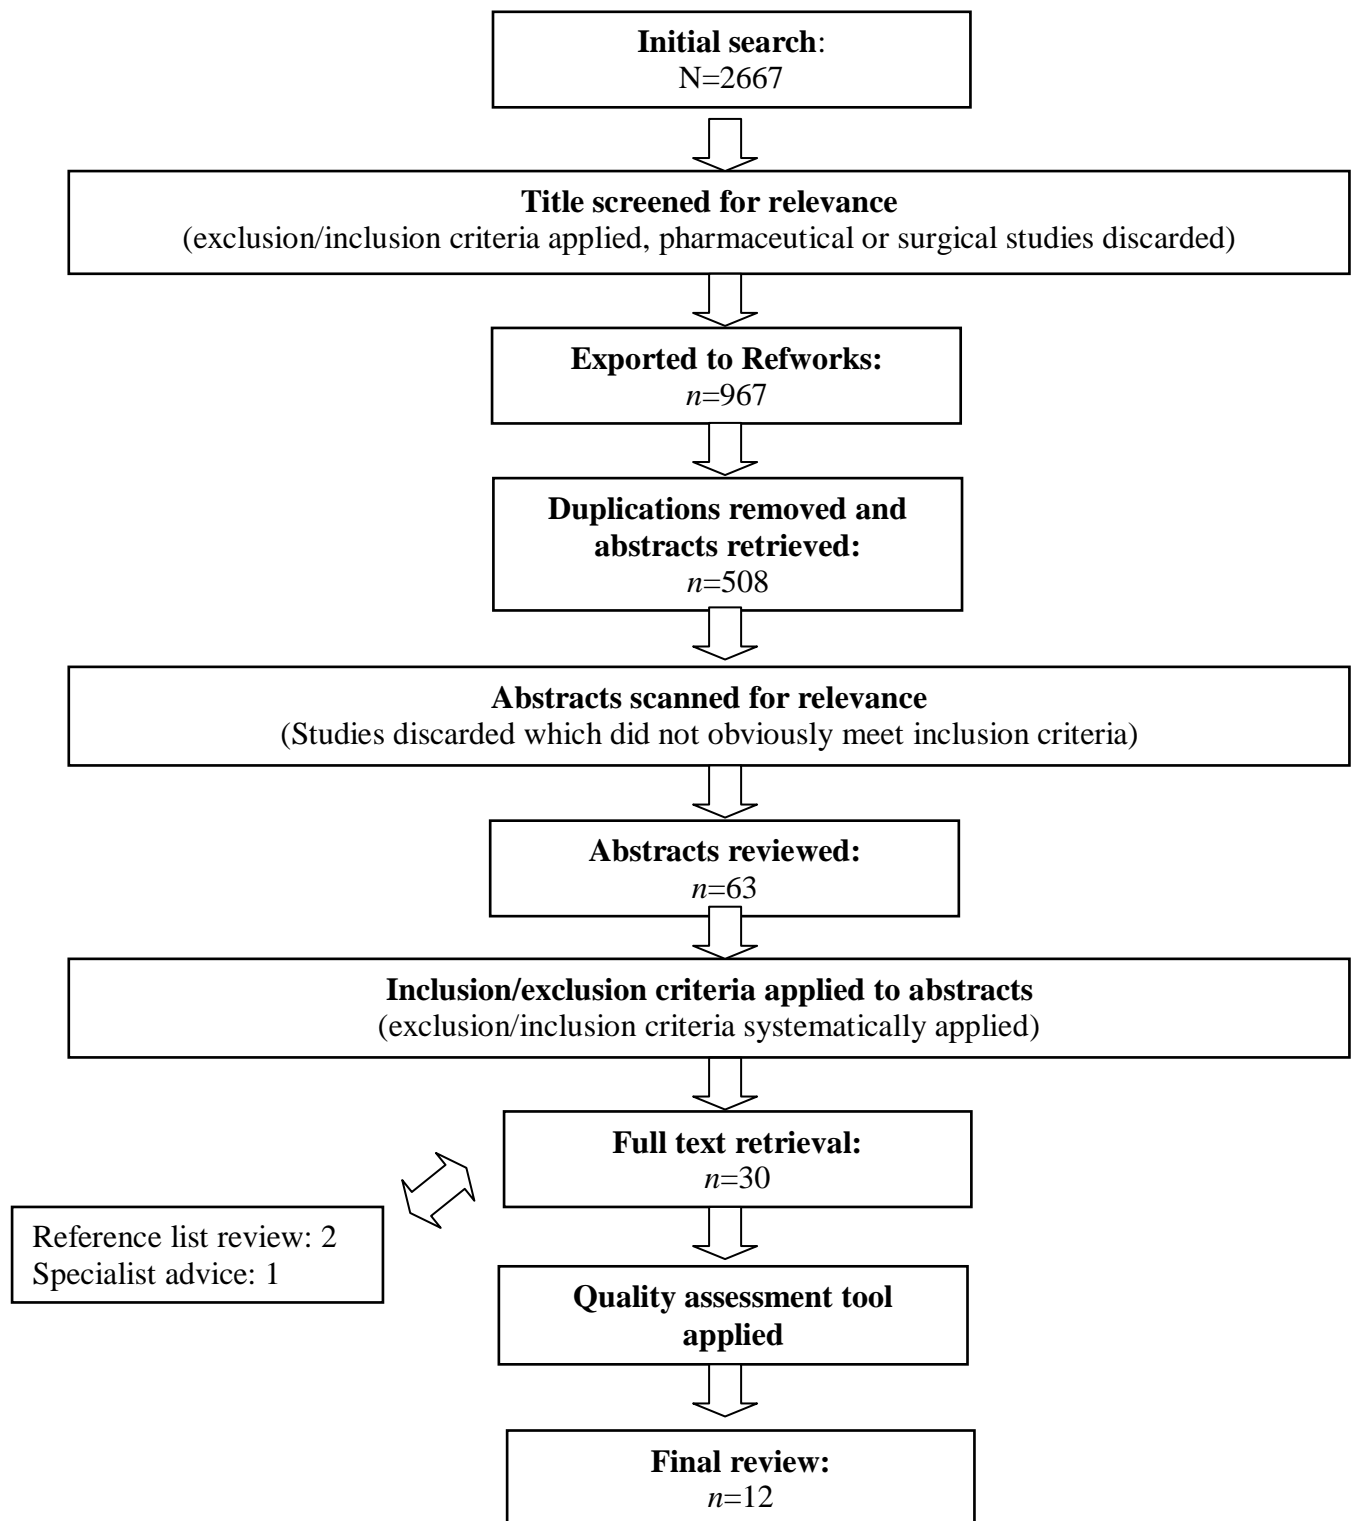 Initial search:
N=2667
Title screened for relevance
(exclusion/inclusion criteria applied, pharmaceutical or surgical studies discarded)
Exported to Refworks:
n=967
Duplications removed and
abstracts retrieved:
n=508
Abstracts scanned for relevance
(Studies discarded which did not obviously meet inclusion criteria)
Abstracts reviewed:
n=63
Inclusion/exclusion criteria applied to abstracts
(exclusion/inclusion criteria systematically applied)
Full text retrieval:
n=30
Reference list review: 2
Specialist advice: 1
Quality assessment tool
applied
Final review:
n=12